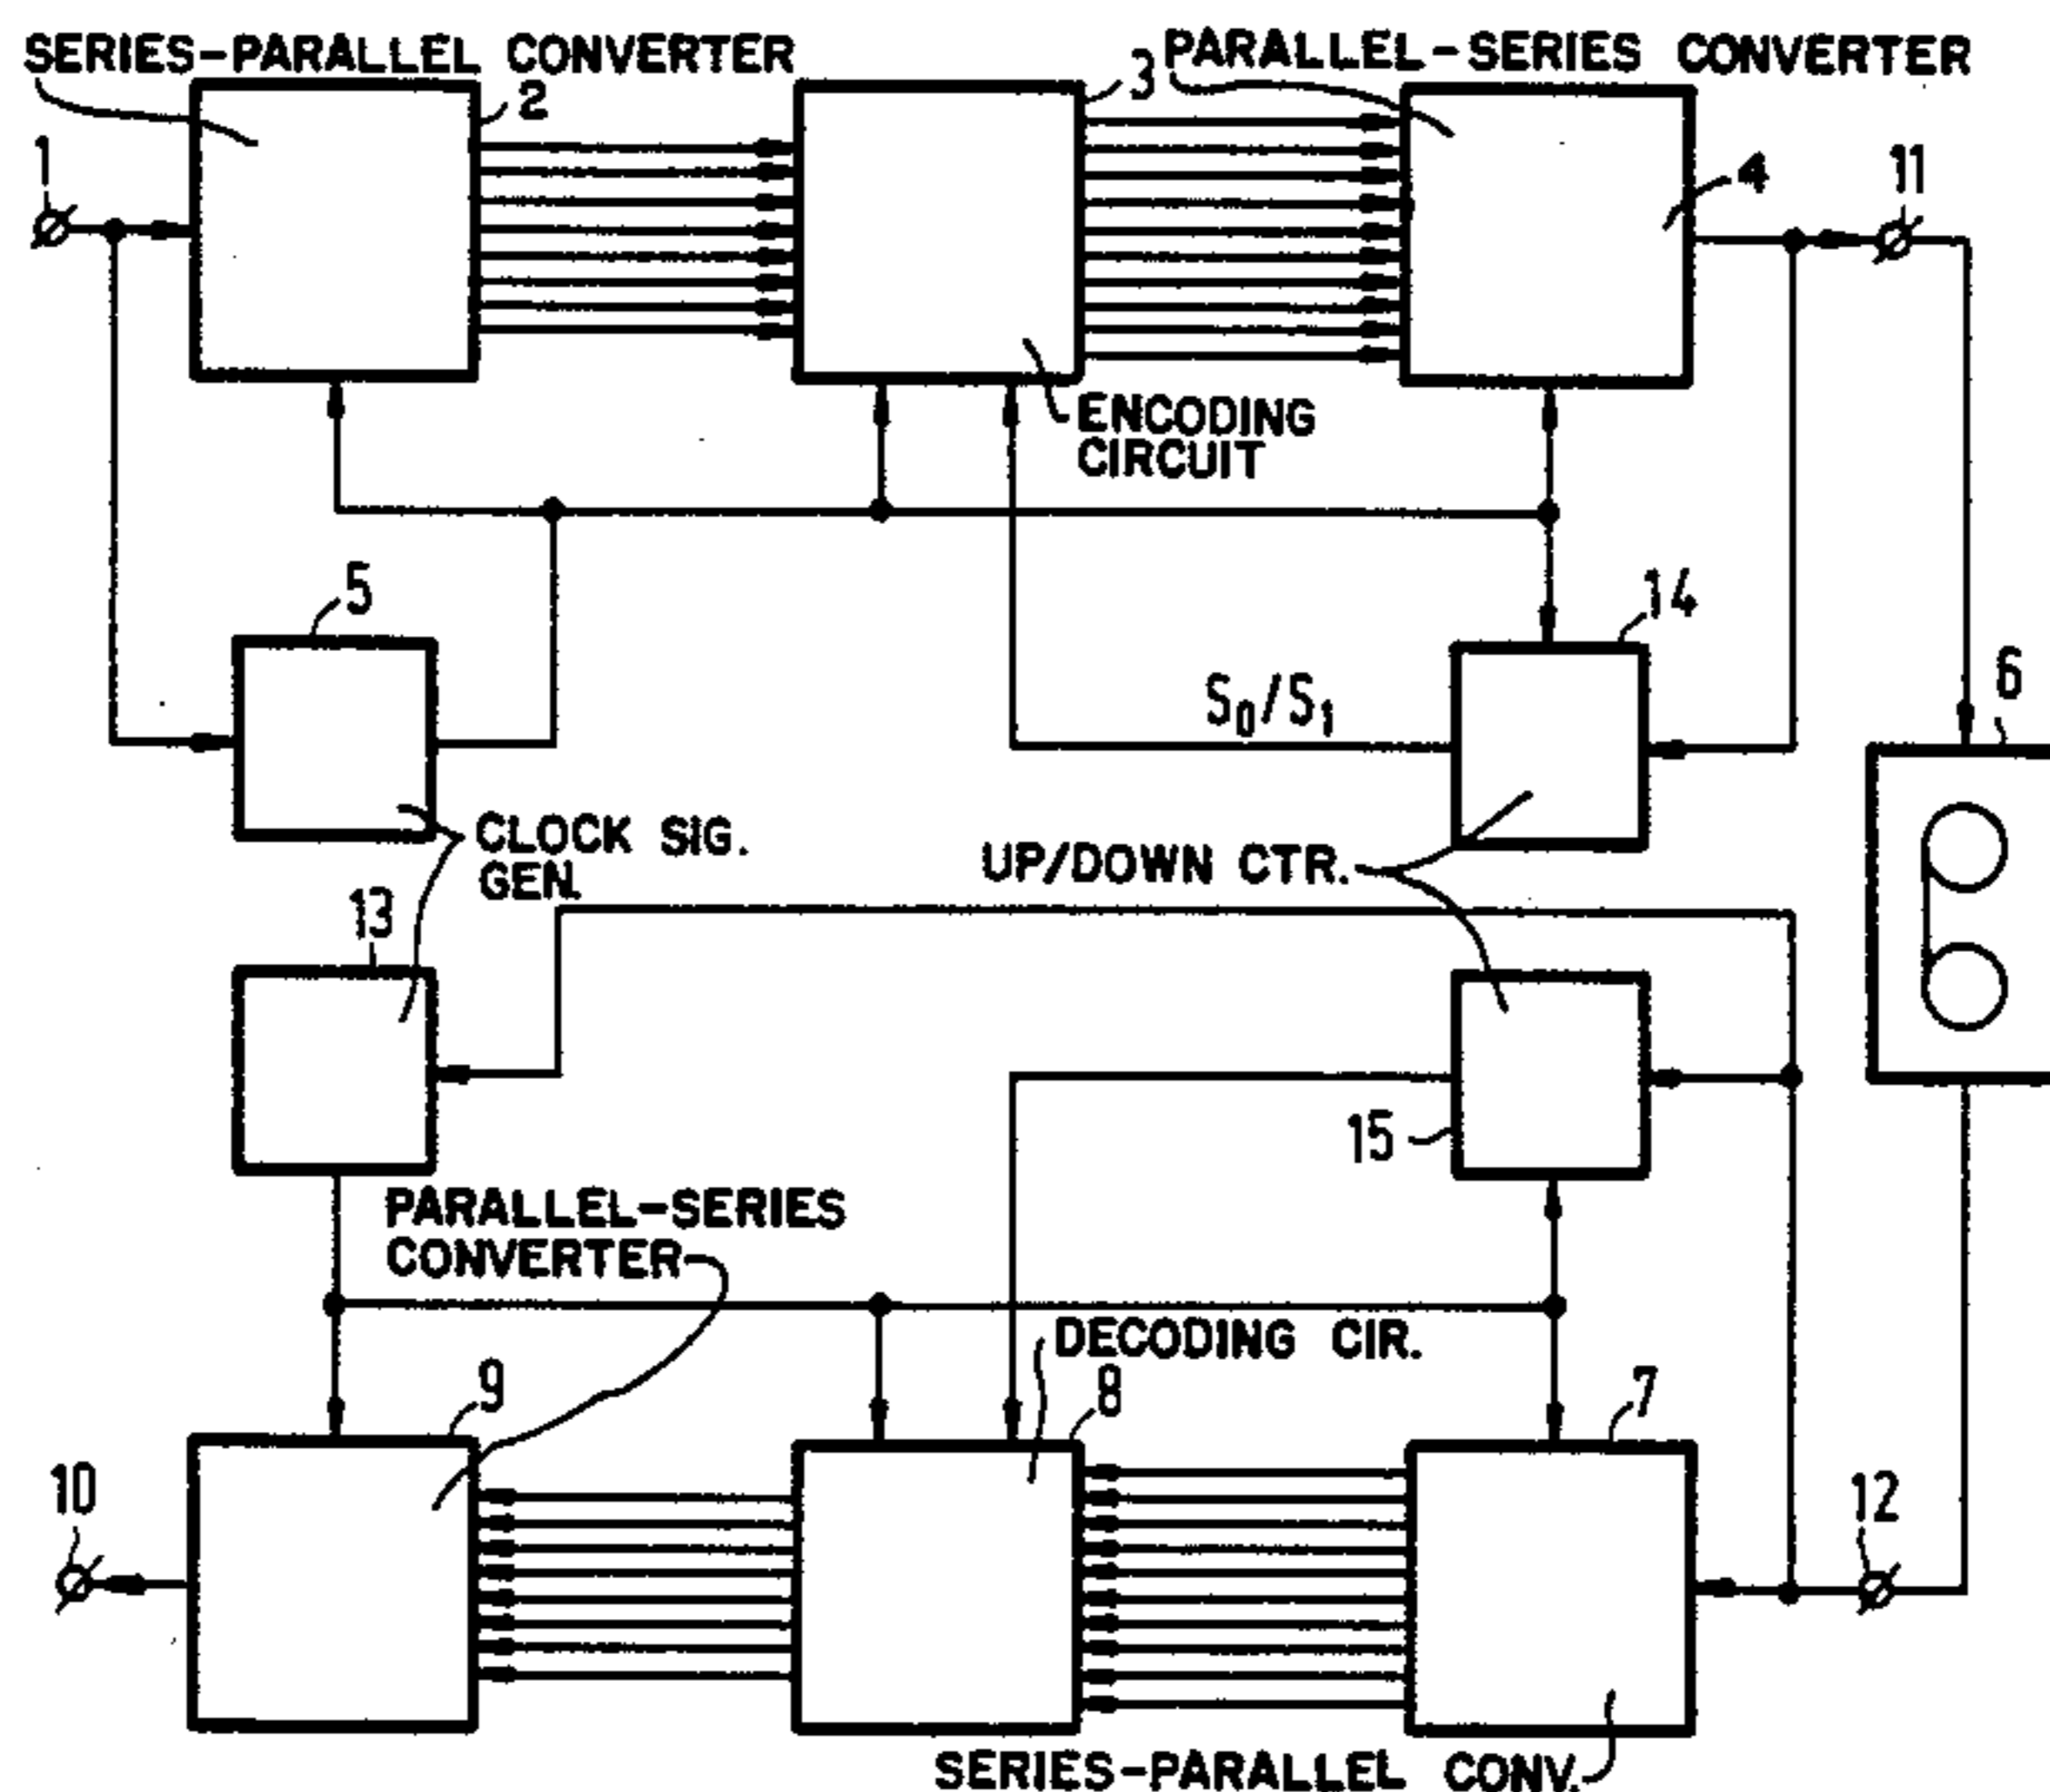 SERIES-PARALLEL CONVERTER
PARALLEL-SERIES CONVERTER
2
3
1
4
11
ENCODING
CIRCUIT
5
14
S₀/S₁
6
CLOCK SIG.
GEN.
UP/DOWN CTR.
13
15
PARALLEL-SERIES
CONVERTER
DECODING CIR.
9
8
7
10
12
SERIES-PARALLEL CONV.